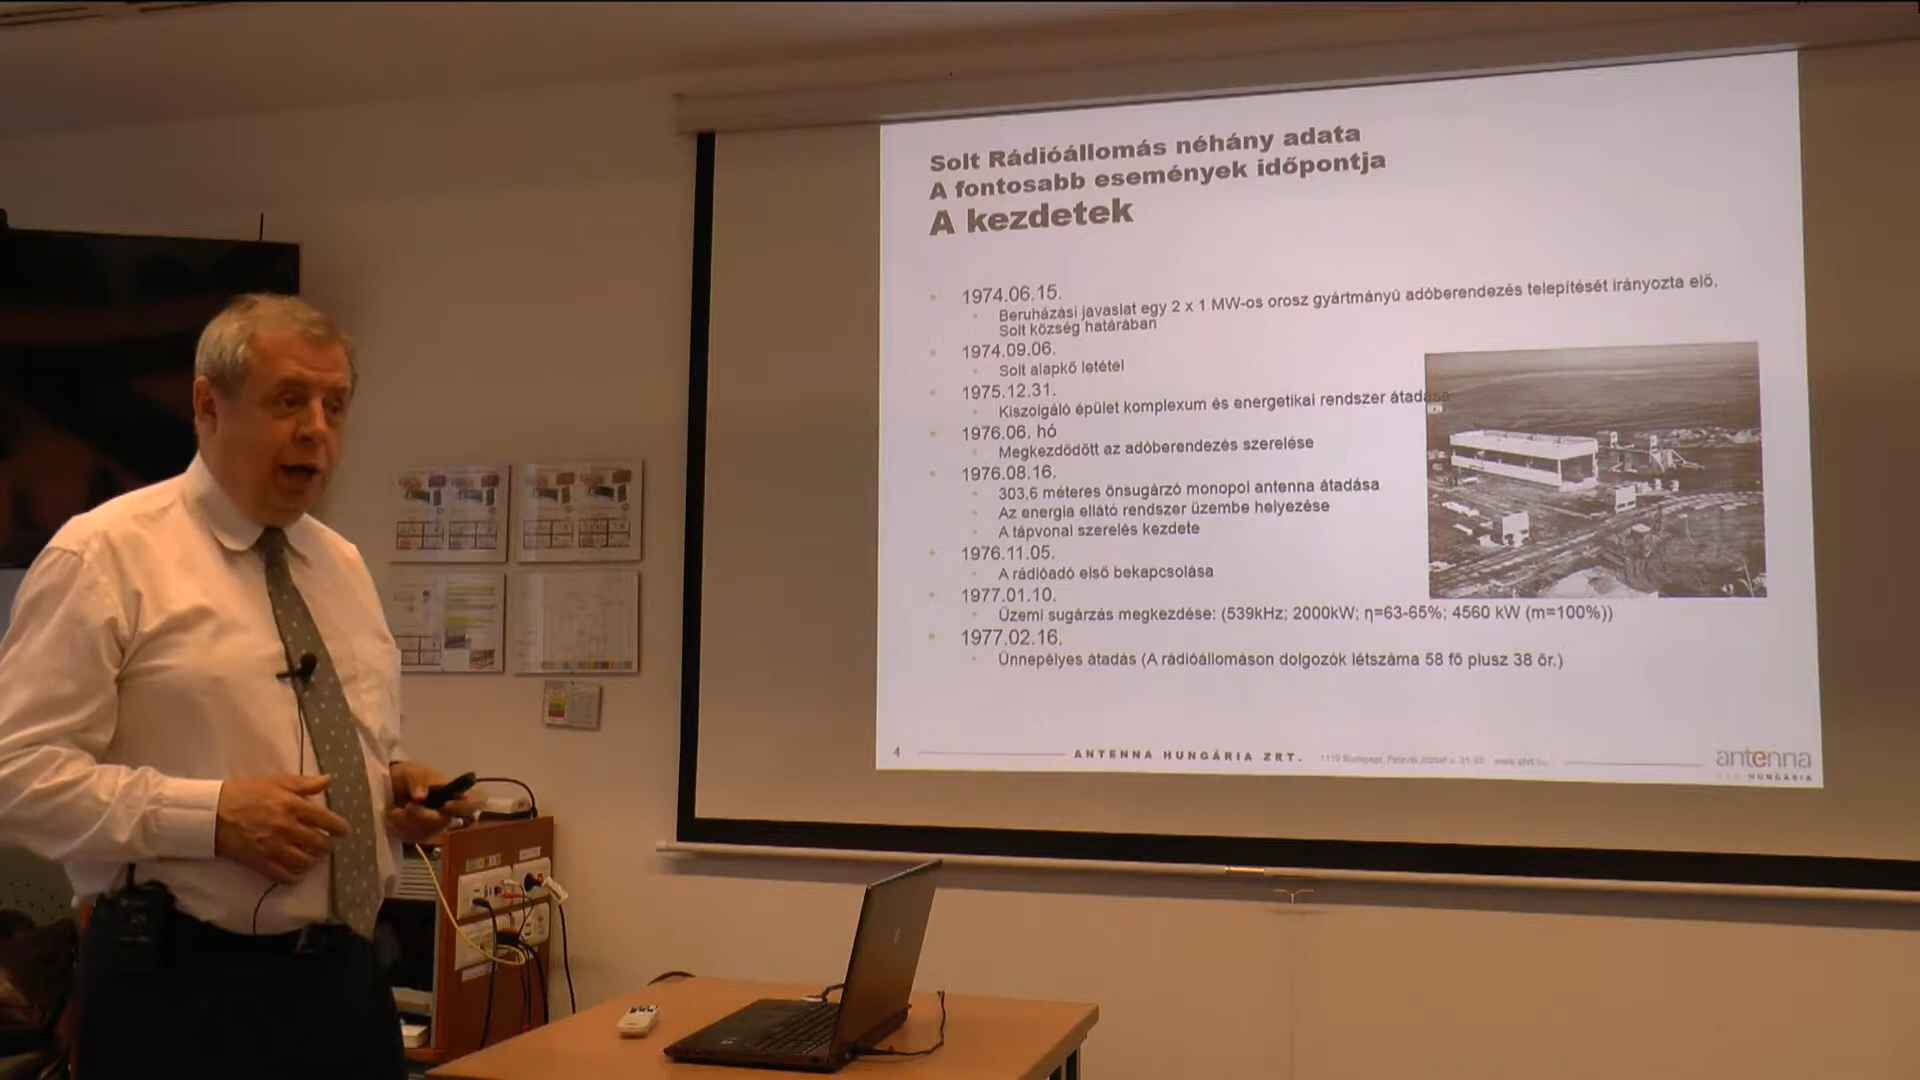 Solt Rádióállomás néhány adata
A fontosabb események időpontja
A kezdetek
1974.06.15.
Beruházási javaslat egy 2 x 1 MW-os orosz gyártmányú adóberendezés telepítését irányozta elő,
Solt község határában
1974.09.06.
Solt alapkő letétel
1975.12.31.
Kiszolgáló épület komplexum és energetikai rendszer átadása
1976.06. hó
Megkezdődött az adóberendezés szerelése
1976.08.16.
303,6 méteres önsugárzó monopol antenna átadása
Az energia ellátó rendszer üzembe helyezése
A tápvonal szerelés kezdete
1976.11.05.
A rádióadó első bekapcsolása
1977.01.10.
Üzemi sugárzás megkezdése: (539kHz; 2000kW; η=63-65%; 4560 kW (m=100%))
1977.02.16.
Ünnepélyes átadás (A rádióállomáson dolgozók létszáma 58 fő plusz 38 őr.)
4
ANTENNA HUNGÁRIA ZRT.
antenna
HUNGÁRIA